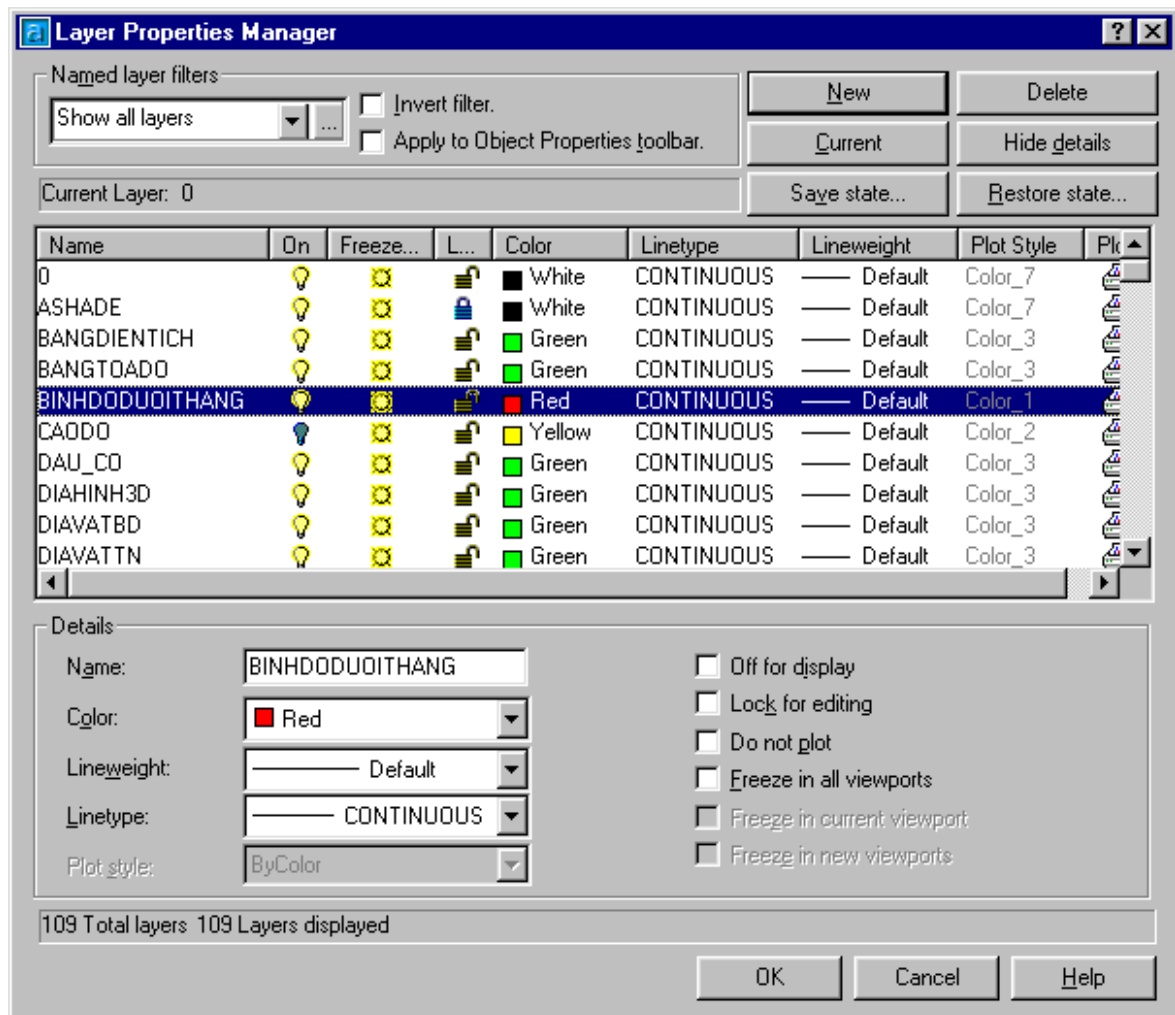 Layer Properties Manager
Named layer filters
Show all layers
...
Invert filter.
Apply to Object Properties toolbar.
New Delete
Current Hide details
Current Layer: 0
Save state... Restore state...
Name On Freeze... L... Color Linetype Lineweight Plot Style Plo
0 White CONTINUOUS Default Color_7
ASHADE White CONTINUOUS Default Color_7
BANGDIENTICH Green CONTINUOUS Default Color_3
BANGTOADO Green CONTINUOUS Default Color_3
BINHDODUOITHANG Red CONTINUOUS Default Color_1
CAODO Yellow CONTINUOUS Default Color_2
DAU_CO Green CONTINUOUS Default Color_3
DIAHINH3D Green CONTINUOUS Default Color_3
DIAVATBD Green CONTINUOUS Default Color_3
DIAVATTN Green CONTINUOUS Default Color_3
Details
Name: BINHDODUOITHANG
Color: Red
Lineweight: Default
Linetype: CONTINUOUS
Plot style: ByColor
Off for display
Lock for editing
Do not plot
Freeze in all viewports
Freeze in current viewport
Freeze in new viewports
109 Total layers 109 Layers displayed
OK Cancel Help